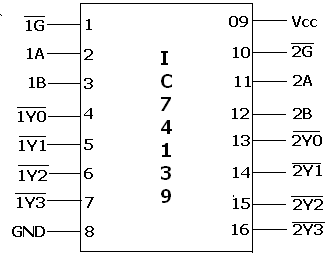 1G 1 09 Vcc
1A 2 10 2G
1B 3 11 2A
1Y0 4 12 2B
1Y1 5 13 2Y0
1Y2 6 14 2Y1
1Y3 7 15 2Y2
GND 8 16 2Y3
I
C
7
4
1
3
9